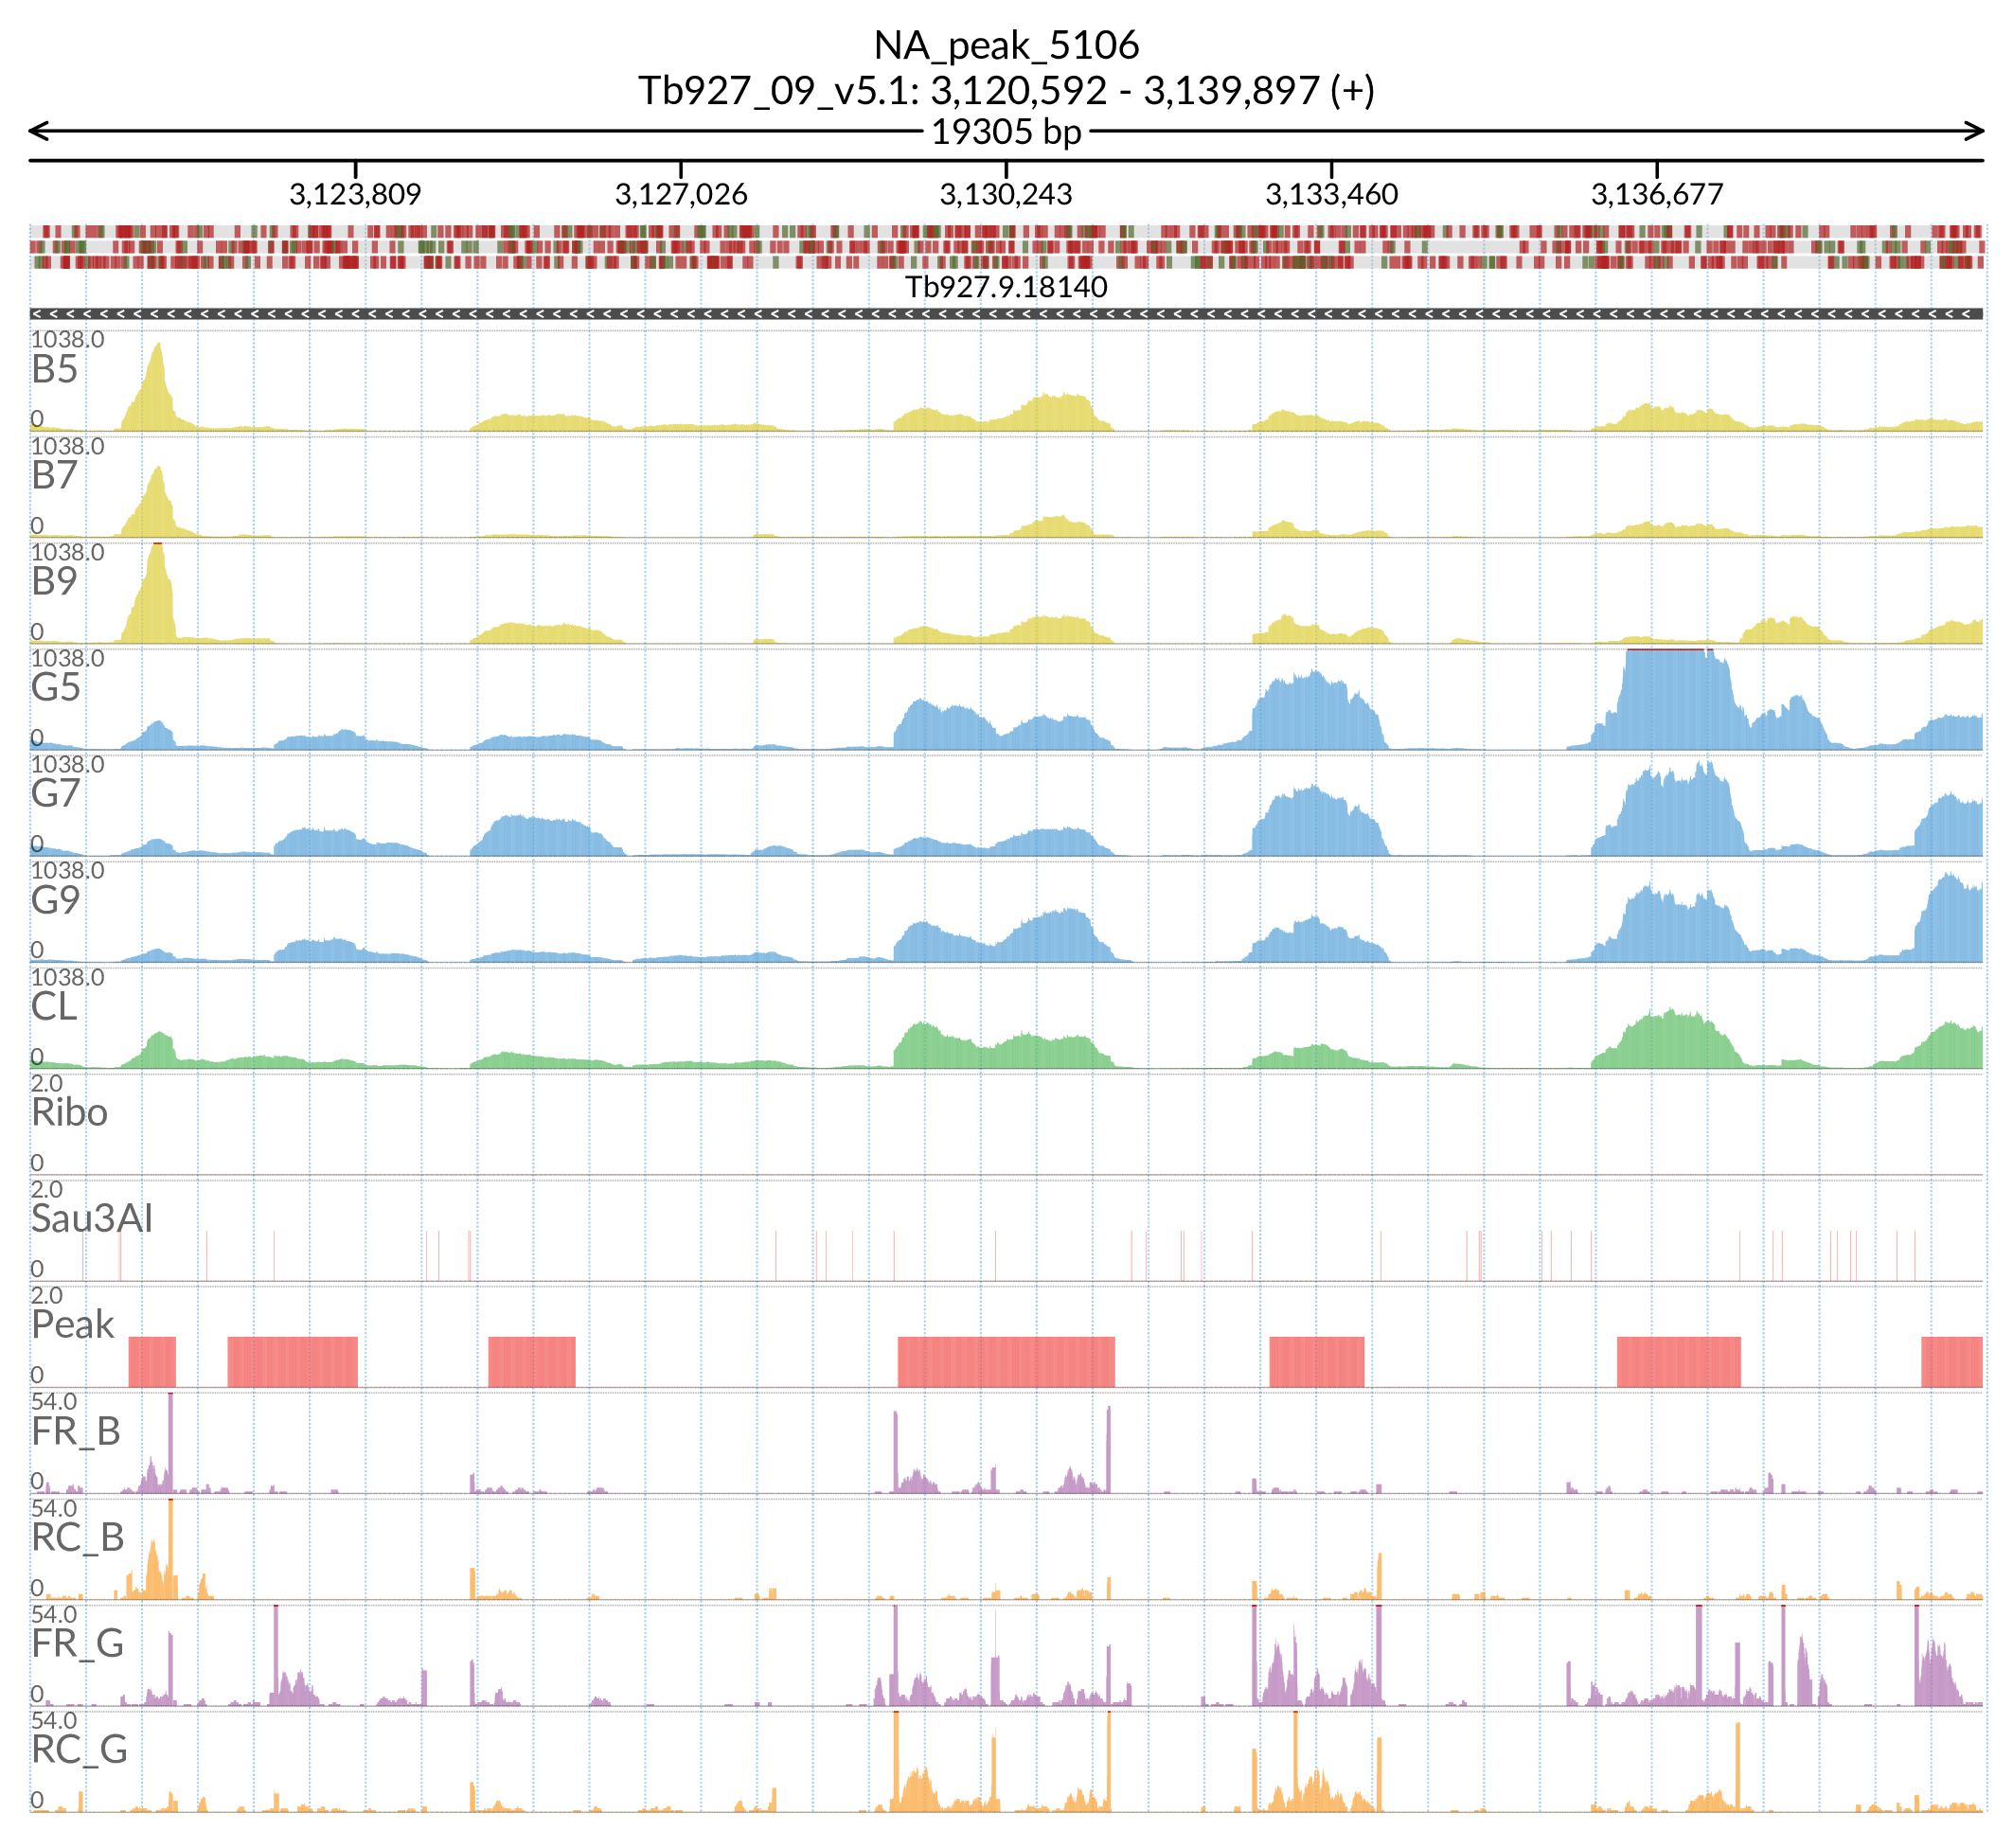 NA_peak_5106
Tb927_09_v5.1: 3,120,592 - 3,139,897 (+)
19305 bp
3,123,809 3,127,026 3,130,243 3,133,460 3,136,677
Tb927.9.18140
1038.0
B5
0
1038.0
B7
0
1038.0
B9
0
1038.0
G5
0
1038.0
G7
0
1038.0
G9
0
1038.0
CL
0
2.0
Ribo
0
2.0
Sau3AI
0
2.0
Peak
0
54.0
FR_B
0
54.0
RC_B
0
54.0
FR_G
0
54.0
RC_G
0